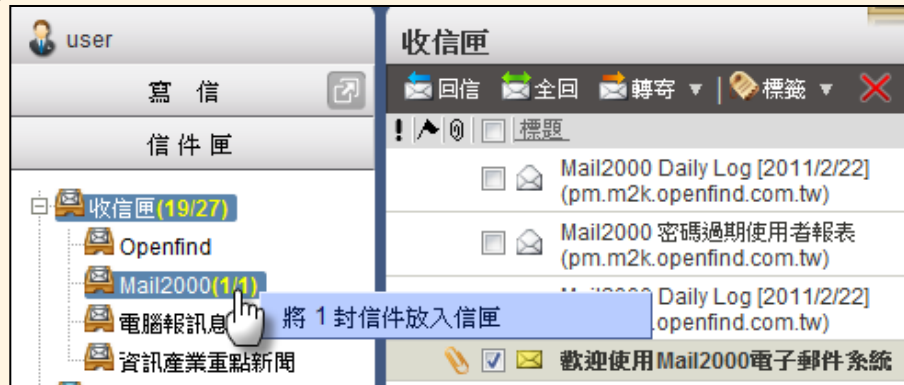 user
寫 信
信件匣
收信匣(19/27)
Openfind
Mail2000(1/1)
電腦報訊息
資訊產業重點新聞
將 1 封信件放入信匣
收信匣
回信 全回 轉寄 ▼ | 標籤 ▼
標題
Mail2000 Daily Log [2011/2/22]
(pm.m2k.openfind.com.tw)
Mail2000 密碼過期使用者報表
(pm.m2k.openfind.com.tw)
Daily Log [2011/2/22]
.openfind.com.tw)
歡迎使用Mail2000電子郵件系統